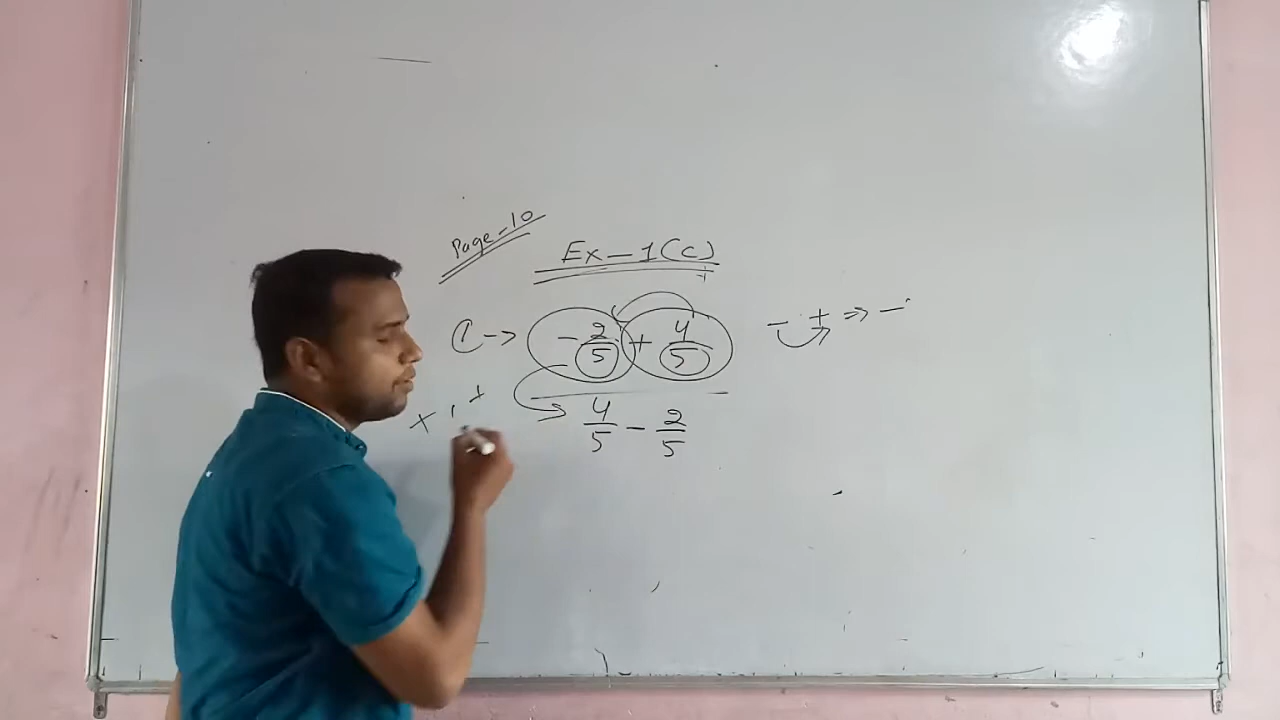 Page-10
Ex-1(C)
(→ -2/5 + 4/5
- + ⇒ -
+ , +
4/5 - 2/5